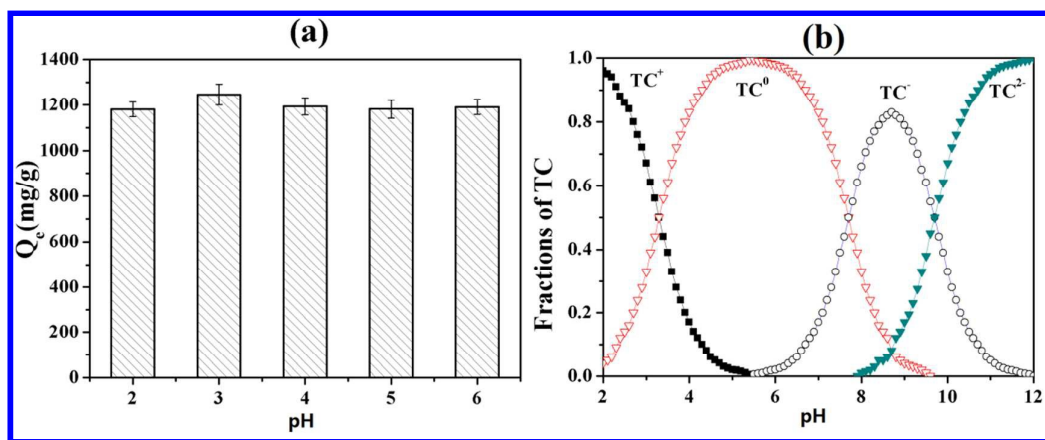 (a)
1400
1200
1000
800
600
400
200
0
Qe(mg/g)
2 3 4 5 6
pH
(b)
1.0
0.8
0.6
0.4
0.2
0.0
Fractions of TC
TC+
TC0
TC-
TC2-
2 4 6 8 10 12
pH